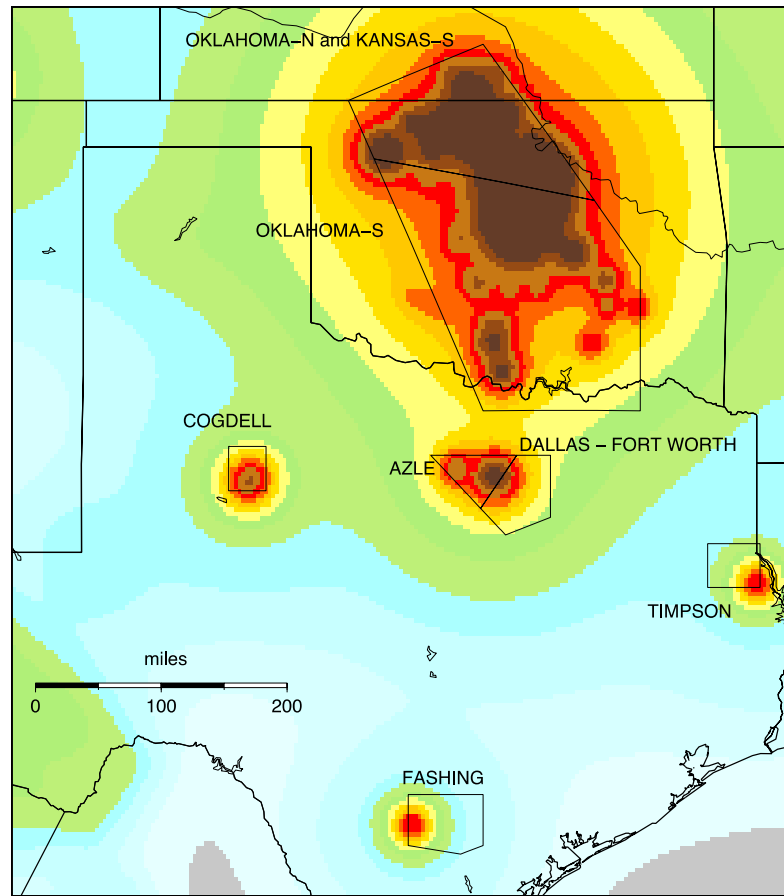 OKLAHOMA−N and KANSAS−S
OKLAHOMA−S
COGDELL
DALLAS − FORT WORTH
AZLE
TIMPSON
miles
0 100 200
FASHING